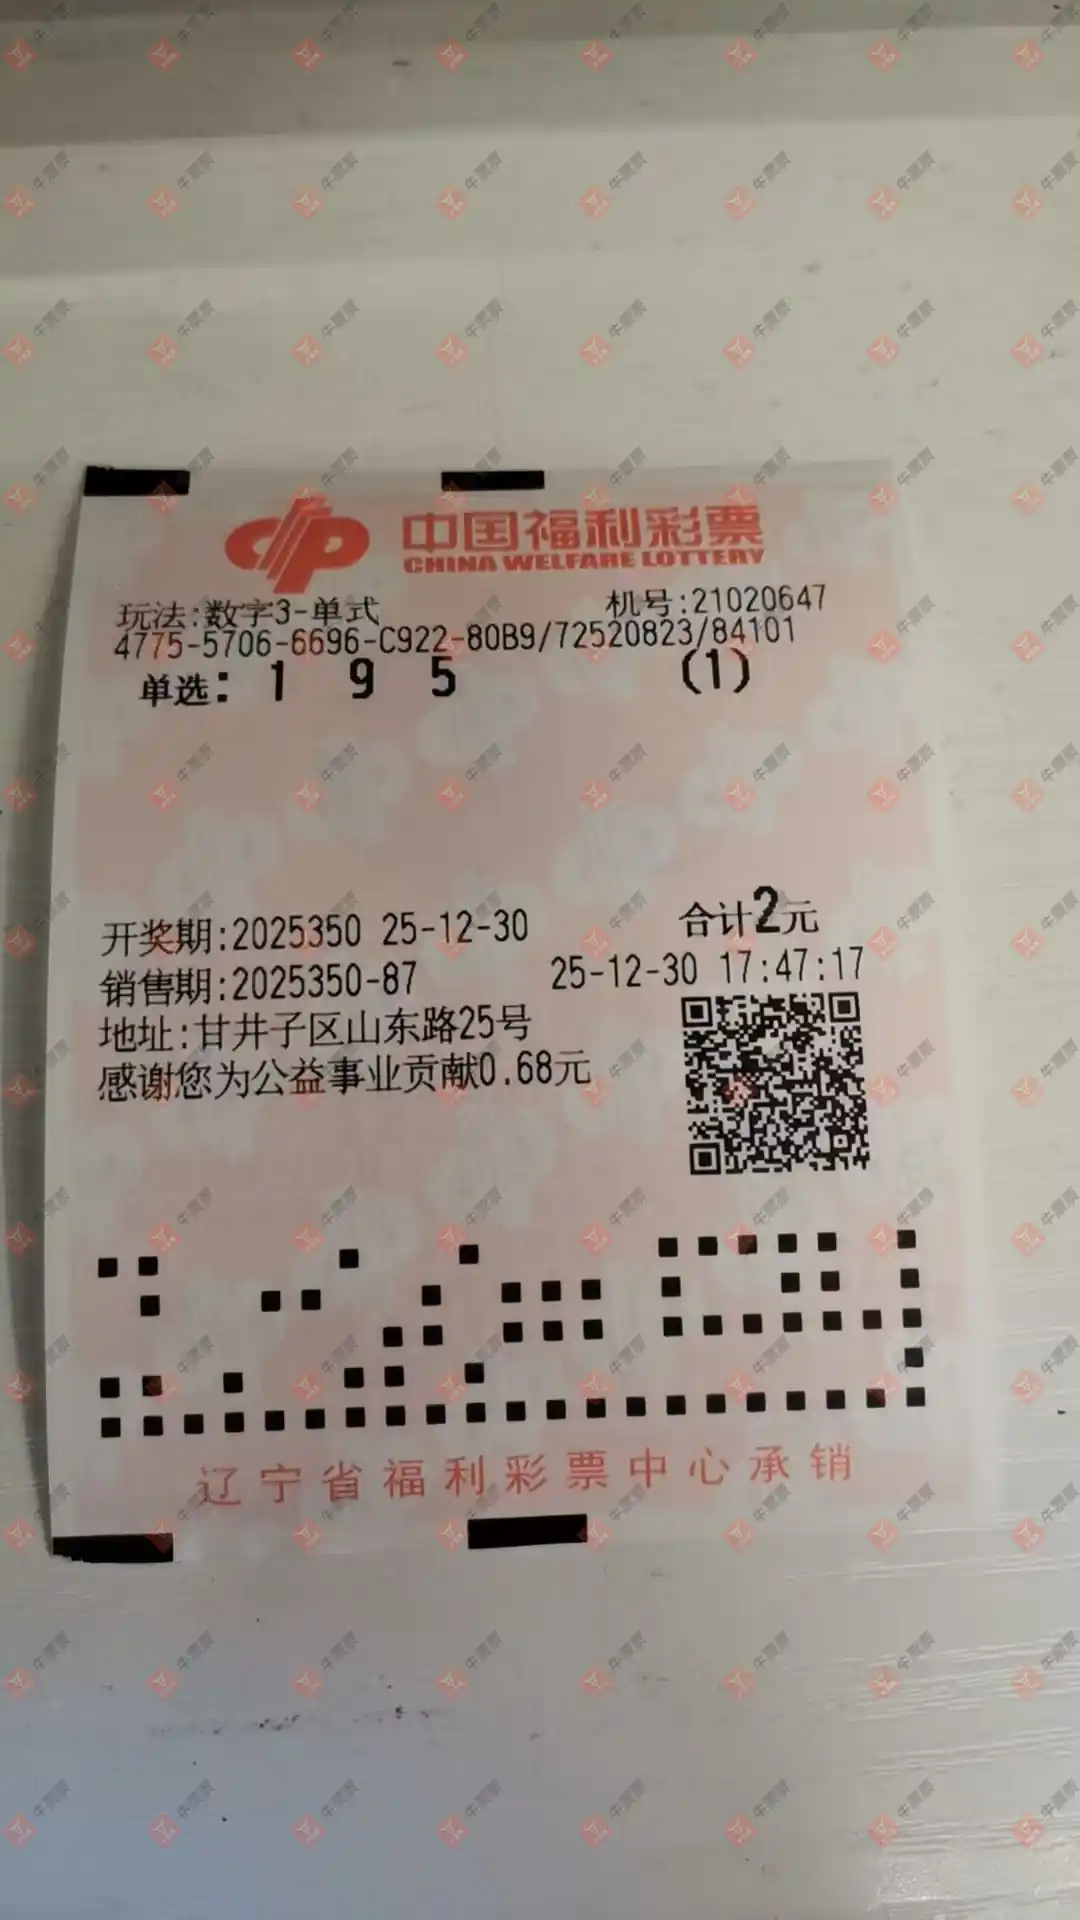 中国福利彩票
CHINA WELFARE LOTTERY
玩法:数字3-单式 机号:21020647
4775-5706-6696-C922-80B9/72520823/84101
单选: 1 9 5 (1)
开奖期:2025350 25-12-30 合计2元
销售期:2025350-87 25-12-30 17:47:17
地址:甘井子区山东路25号
感谢您为公益事业贡献0.68元
辽宁省福利彩票中心承销
牛票票